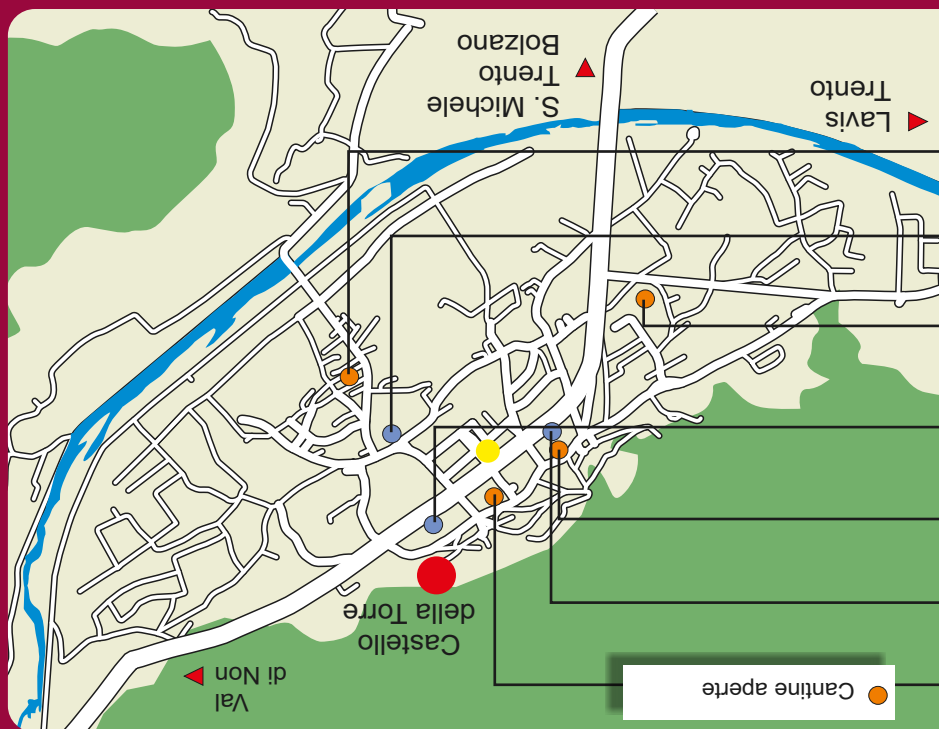 Cantine aperte
Val
di Non
Castello
della Torre
Lavis
Trento
S. Michele
Trento
Bolzano